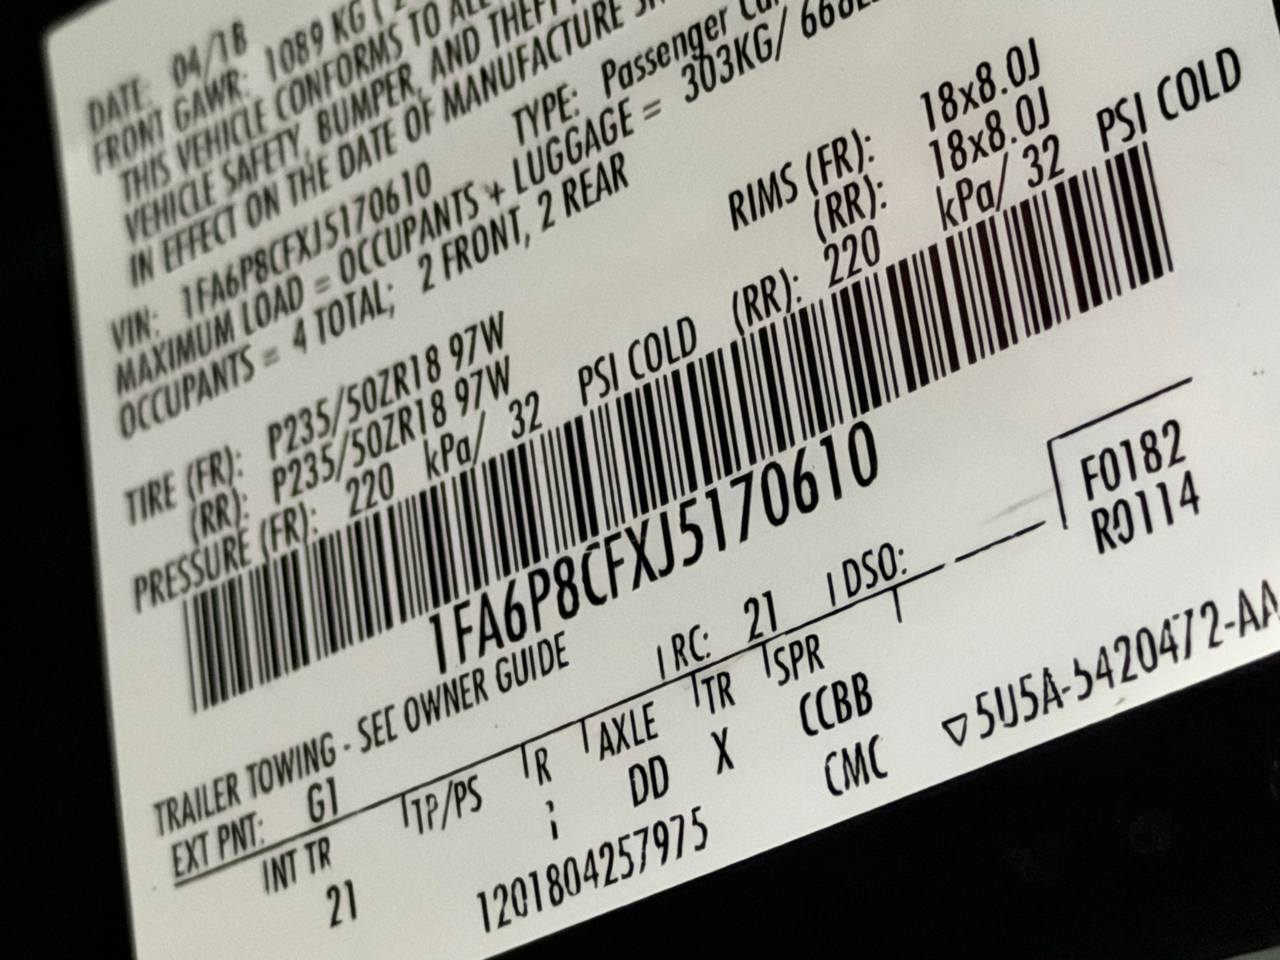 DATE: 04/18
FRONT GAWR: 1089 KG (
THIS VEHICLE CONFORMS TO ALL
VEHICLE SAFETY, BUMPER, AND THEFT
IN EFFECT ON THE DATE OF MANUFACTURE
VIN: 1FA6P8CFXJ5170610 TYPE: Passenger
MAXIMUM LOAD = OCCUPANTS + LUGGAGE = 303KG/
OCCUPANTS = 4 TOTAL; 2 FRONT, 2 REAR
TIRE (FR): P235/50ZR18 97W RIMS (FR): 18x8.0J
(RR): P235/50ZR18 97W (RR): 18x8.0J
PRESSURE (FR): 220 kPa/ 32 PSI COLD (RR): 220 kPa/ 32 PSI COLD
1FA6P8CFXJ5170610
TRAILER TOWING - SEE OWNER GUIDE
F0182
R0114
EXT PNT: G1 RC: 21 DSO:
INT TR TP/PS R AXLE TR SPR
21 ; DD X CCBB
1201804257975 CMC ▽5U5A-5420472-AA